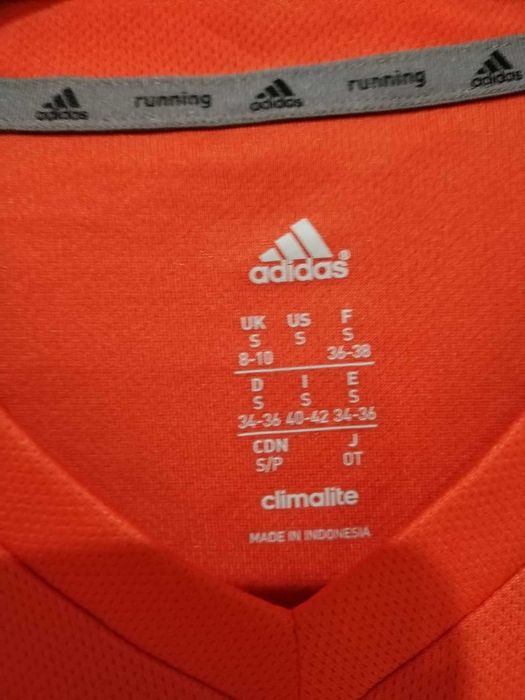 adidas running adidas running adidas
adidas®
UK US F
S S S
8-10 36-38
D I E
S S S
34-36 40-42 34-36
CDN J
S/P OT
climalite
MADE IN INDONESIA